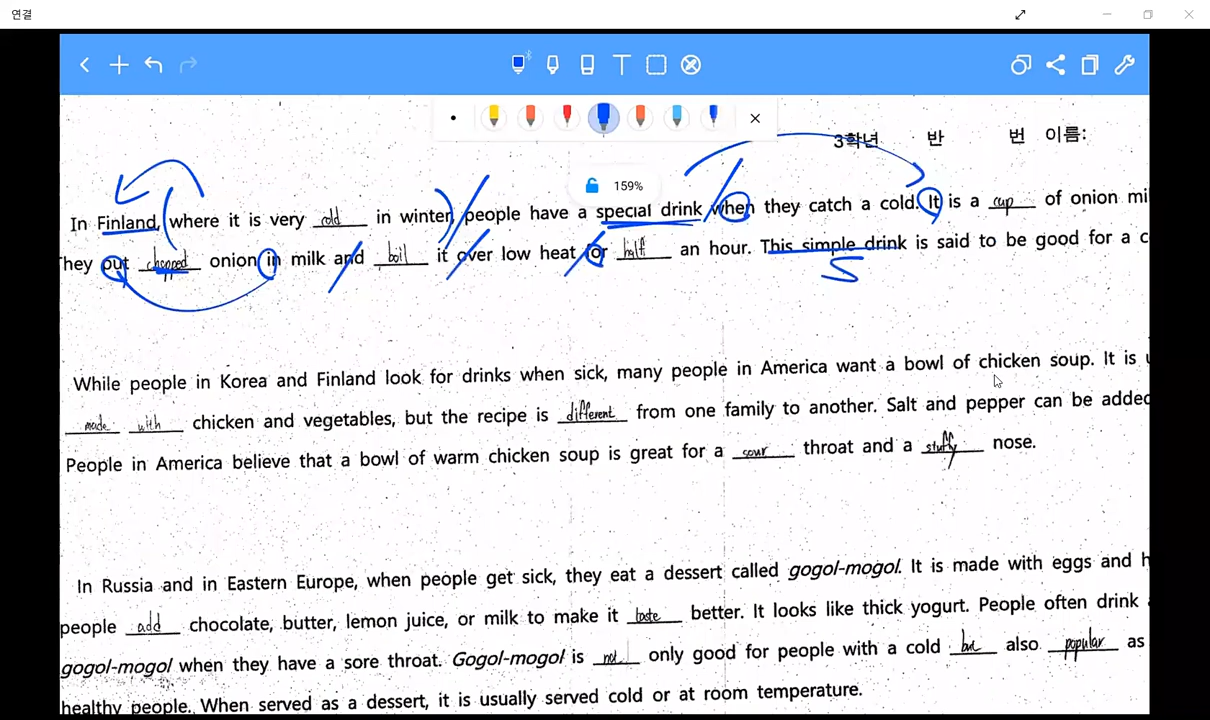 연결
159%
3학년 반 번 이름:
In Finland, where it is very cold in winter, people have a special drink when they catch a cold. It is a cup of onion mil
They put chopped onion in milk and boil it over low heat for half an hour. This simple drink is said to be good for a c
While people in Korea and Finland look for drinks when sick, many people in America want a bowl of chicken soup. It is u
made with chicken and vegetables, but the recipe is different from one family to another. Salt and pepper can be added
People in America believe that a bowl of warm chicken soup is great for a sour throat and a stuffy nose.
In Russia and in Eastern Europe, when people get sick, they eat a dessert called gogol-mogol. It is made with eggs and h
people add chocolate, butter, lemon juice, or milk to make it taste better. It looks like thick yogurt. People often drink
gogol-mogol when they have a sore throat. Gogol-mogol is not only good for people with a cold but also popular as
healthy people. When served as a dessert, it is usually served cold or at room temperature.